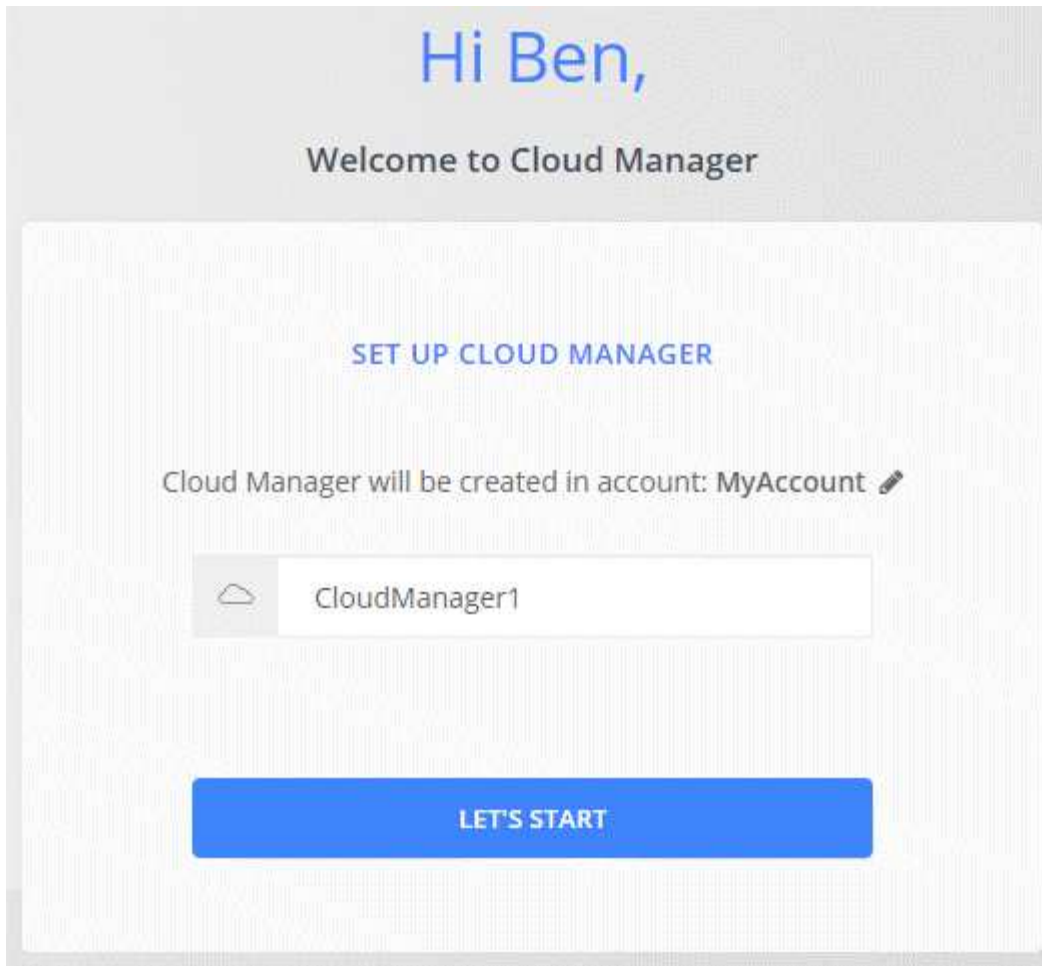 Hi Ben,
Welcome to Cloud Manager
SET UP CLOUD MANAGER
Cloud Manager will be created in account: MyAccount
CloudManager1
LET'S START